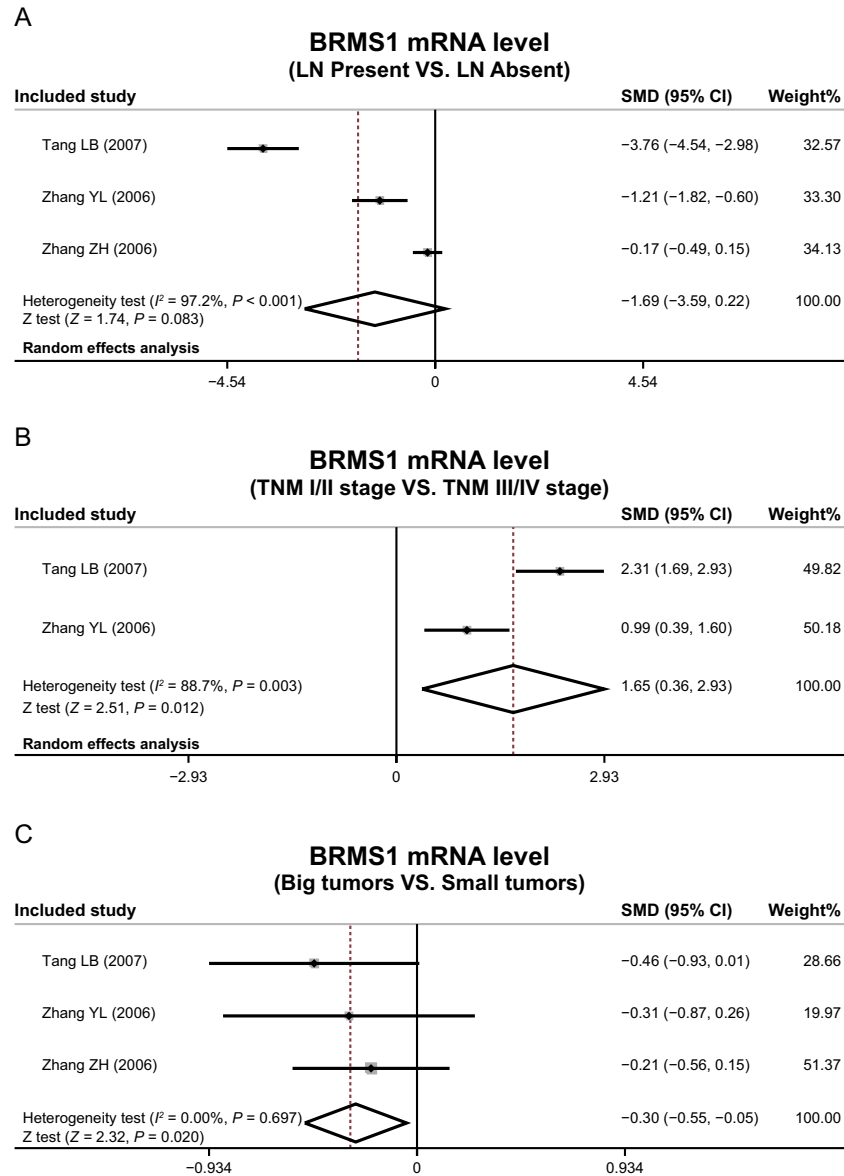 A
BRMS1 mRNA level
(LN Present VS. LN Absent)
Included study SMD (95% CI) Weight%
Tang LB (2007) −3.76 (−4.54, −2.98) 32.57
Zhang YL (2006) −1.21 (−1.82, −0.60) 33.30
Zhang ZH (2006) −0.17 (−0.49, 0.15) 34.13
Heterogeneity test (I² = 97.2%, P < 0.001) −1.69 (−3.59, 0.22) 100.00
Z test (Z = 1.74, P = 0.083)
Random effects analysis
−4.54 0 4.54
B
BRMS1 mRNA level
(TNM I/II stage VS. TNM III/IV stage)
Included study SMD (95% CI) Weight%
Tang LB (2007) 2.31 (1.69, 2.93) 49.82
Zhang YL (2006) 0.99 (0.39, 1.60) 50.18
Heterogeneity test (I² = 88.7%, P = 0.003) 1.65 (0.36, 2.93) 100.00
Z test (Z = 2.51, P = 0.012)
Random effects analysis
−2.93 0 2.93
C
BRMS1 mRNA level
(Big tumors VS. Small tumors)
Included study SMD (95% CI) Weight%
Tang LB (2007) −0.46 (−0.93, 0.01) 28.66
Zhang YL (2006) −0.31 (−0.87, 0.26) 19.97
Zhang ZH (2006) −0.21 (−0.56, 0.15) 51.37
Heterogeneity test (I² = 0.00%, P = 0.697) −0.30 (−0.55, −0.05) 100.00
Z test (Z = 2.32, P = 0.020)
−0.934 0 0.934